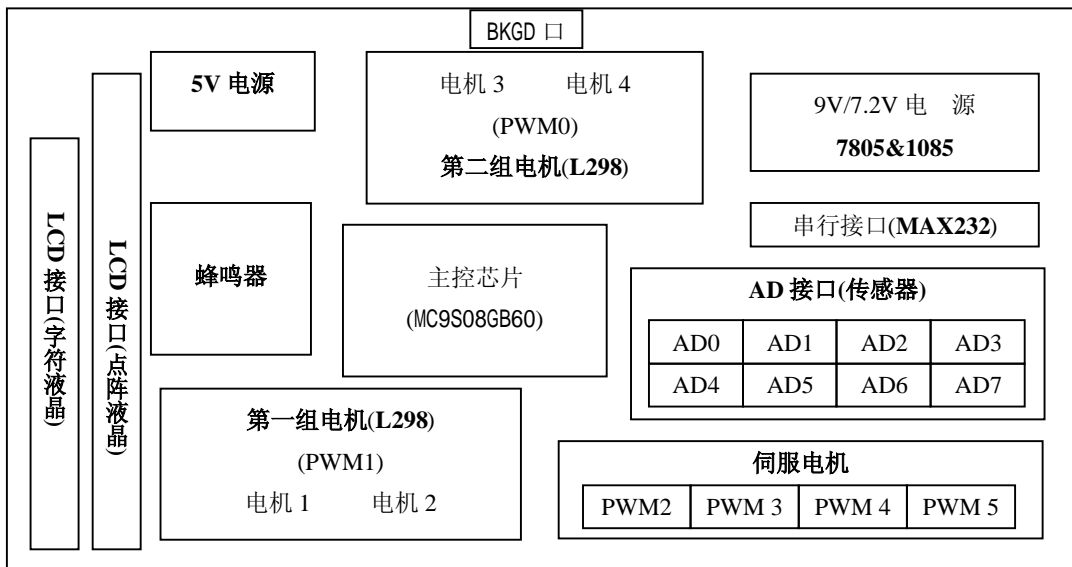 BKGD 口
5V 电源
电机 3 电机 4
(PWM0)
第二组电机(L298)
9V/7.2V 电 源
7805&1085
LCD 接口(字符液晶)
LCD 接口(点阵液晶)
蜂鸣器
主控芯片
(MC9S08GB60)
串行接口(MAX232)
AD 接口(传感器)
AD0 AD1 AD2 AD3
AD4 AD5 AD6 AD7
第一组电机(L298)
(PWM1)
电机 1 电机 2
伺服电机
PWM2 PWM 3 PWM 4 PWM 5